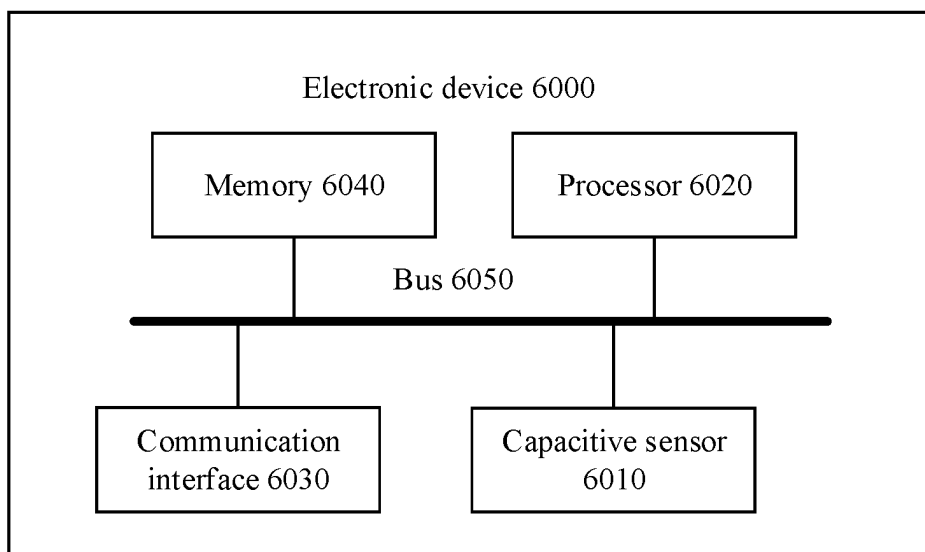 Electronic device 6000
Memory 6040
Processor 6020
Bus 6050
Communication
interface 6030
Capacitive sensor
6010